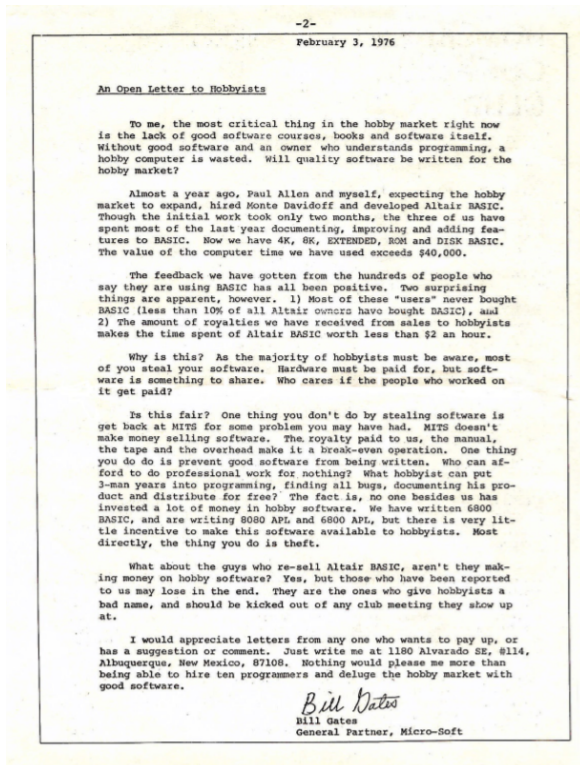 -2-
February 3, 1976
An Open Letter to Hobbyists
To me, the most critical thing in the hobby market right now
is the lack of good software courses, books and software itself.
Without good software and an owner who understands programming, a
hobby computer is wasted. Will quality software be written for the
hobby market?
Almost a year ago, Paul Allen and myself, expecting the hobby
market to expand, hired Monte Davidoff and developed Altair BASIC.
Though the initial work took only two months, the three of us have
spent most of the last year documenting, improving and adding fea-
tures to BASIC. Now we have 4K, 8K, EXTENDED, ROM and DISK BASIC.
The value of the computer time we have used exceeds $40,000.
The feedback we have gotten from the hundreds of people who
say they are using BASIC has all been positive. Two surprising
things are apparent, however. 1) Most of these "users" never bought
BASIC (less than 10% of all Altair owners have bought BASIC), and
2) The amount of royalties we have received from sales to hobbyists
makes the time spent of Altair BASIC worth less than $2 an hour.
Why is this? As the majority of hobbyists must be aware, most
of you steal your software. Hardware must be paid for, but soft-
ware is something to share. Who cares if the people who worked on
it get paid?
Is this fair? One thing you don't do by stealing software is
get back at MITS for some problem you may have had. MITS doesn't
make money selling software. The royalty paid to us, the manual,
the tape and the overhead make it a break-even operation. One thing
you do do is prevent good software from being written. Who can af-
ford to do professional work for nothing? What hobbyist can put
3-man years into programming, finding all bugs, documenting his pro-
duct and distribute for free? The fact is, no one besides us has
invested a lot of money in hobby software. We have written 6800
BASIC, and are writing 8080 APL and 6800 APL, but there is very lit-
tle incentive to make this software available to hobbyists. Most
directly, the thing you do is theft.
What about the guys who re-sell Altair BASIC, aren't they mak-
ing money on hobby software? Yes, but those who have been reported
to us may lose in the end. They are the ones who give hobbyists a
bad name, and should be kicked out of any club meeting they show up
at.
I would appreciate letters from any one who wants to pay up, or
has a suggestion or comment. Just write me at 1180 Alvarado SE, #114,
Albuquerque, New Mexico, 87108. Nothing would please me more than
being able to hire ten programmers and deluge the hobby market with
good software.
Bill Gates
Bill Gates
General Partner, Micro-Soft